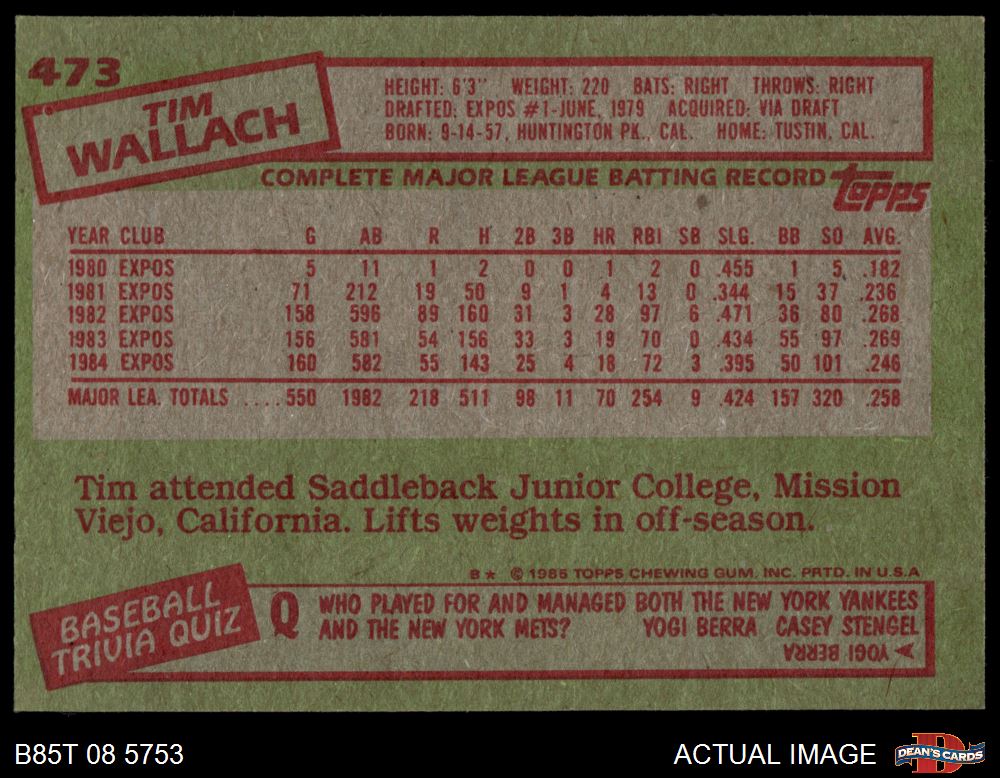 473
TIM
WALLACH
HEIGHT: 6'3" WEIGHT: 220 BATS: RIGHT THROWS: RIGHT
DRAFTED: EXPOS #1-JUNE, 1979 ACQUIRED: VIA DRAFT
BORN: 9-14-57, HUNTINGTON PK., CAL. HOME: TUSTIN, CAL.
COMPLETE MAJOR LEAGUE BATTING RECORD topps
YEAR CLUB G AB R H 2B 3B HR RBI SB SLG. BB SO AVG.
1980 EXPOS 5 11 1 2 0 0 1 2 0 .455 1 5 .182
1981 EXPOS 71 212 19 50 9 1 4 13 0 .344 15 37 .236
1982 EXPOS 158 596 89 160 31 3 28 97 6 .471 36 80 .268
1983 EXPOS 156 581 54 156 33 3 19 70 0 .434 55 97 .269
1984 EXPOS 160 582 55 143 25 4 18 72 3 .395 50 101 .246
MAJOR LEA. TOTALS ....550 1982 218 511 98 11 70 254 9 .424 157 320 .258
Tim attended Saddleback Junior College, Mission
Viejo, California. Lifts weights in off-season.
B* © 1985 TOPPS CHEWING GUM, INC. PRTD. IN U.S.A
BASEBALL
TRIVIA QUIZ
Q WHO PLAYED FOR AND MANAGED BOTH THE NEW YORK YANKEES
AND THE NEW YORK METS? YOGI BERRA CASEY STENGEL
A YOGI BERRA
B85T 08 5753
ACTUAL IMAGE
D
DEAN'S CARDS